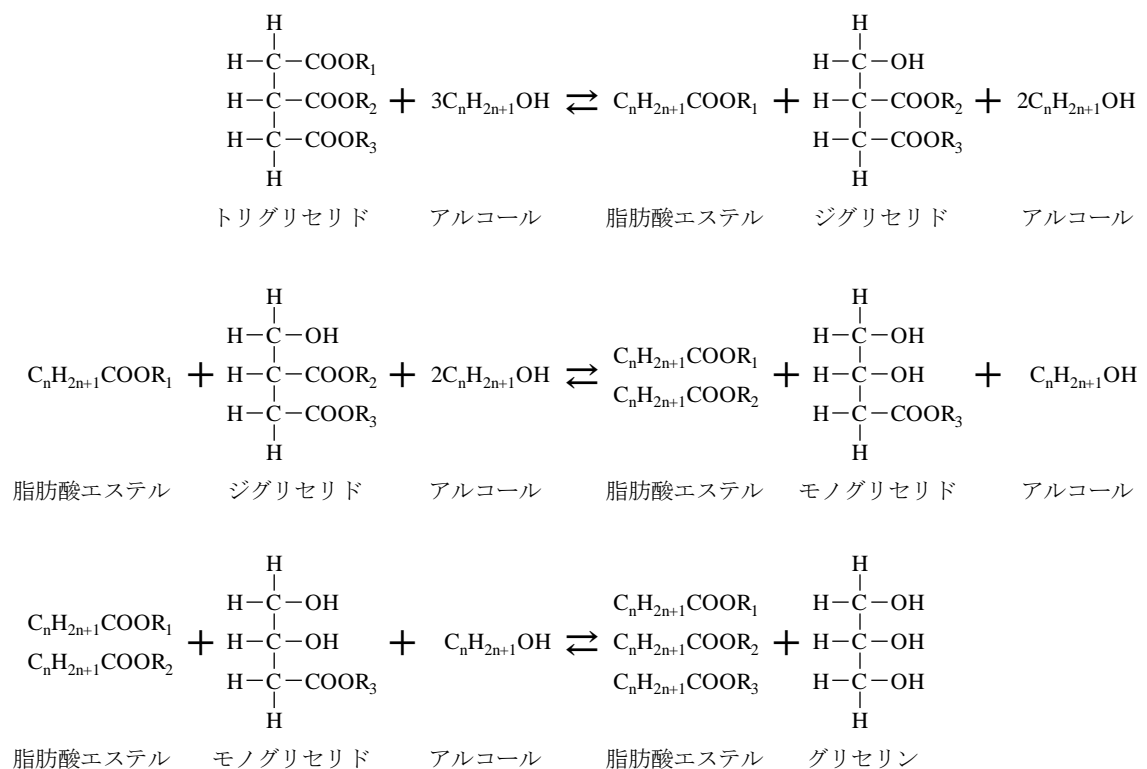 H
H−C−COOR₁
H−C−COOR₂ + 3CₙH₂ₙ₊₁OH ⇄ CₙH₂ₙ₊₁COOR₁ + H−C−COOR₂ + 2CₙH₂ₙ₊₁OH
H−C−OH
H−C−COOR₃
H−C−COOR₃
H
H
H
トリグリセリド アルコール 脂肪酸エステル ジグリセリド アルコール
H
H
H−C−OH
H−C−OH
CₙH₂ₙ₊₁COOR₁ + H−C−COOR₂ + 2CₙH₂ₙ₊₁OH ⇄ CₙH₂ₙ₊₁COOR₁ CₙH₂ₙ₊₁COOR₂ + H−C−OH + CₙH₂ₙ₊₁OH
H−C−COOR₃
H−C−COOR₃
H
H
脂肪酸エステル ジグリセリド アルコール 脂肪酸エステル モノグリセリド アルコール
H
H
H−C−OH
H−C−OH
CₙH₂ₙ₊₁COOR₁ CₙH₂ₙ₊₁COOR₂ + H−C−OH + CₙH₂ₙ₊₁OH ⇄ CₙH₂ₙ₊₁COOR₁ CₙH₂ₙ₊₁COOR₂ CₙH₂ₙ₊₁COOR₃ + H−C−OH
H−C−COOR₃
H−C−OH
H
H
脂肪酸エステル モノグリセリド アルコール 脂肪酸エステル グリセリン